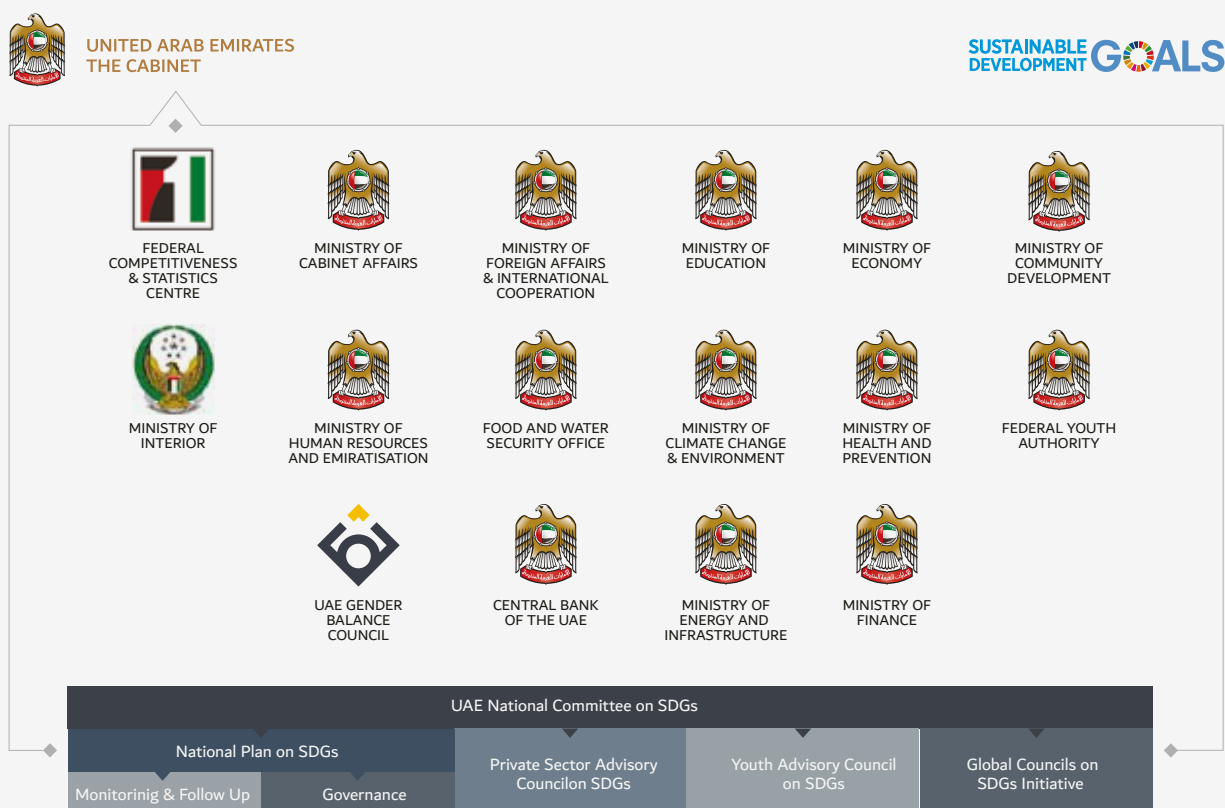 UNITED ARAB EMIRATES
THE CABINET
SUSTAINABLE
DEVELOPMENT
GOALS
FEDERAL
COMPETITIVENESS
& STATISTICS
CENTRE
MINISTRY OF
CABINET AFFAIRS
MINISTRY OF
FOREIGN AFFAIRS
& INTERNATIONAL
COOPERATION
MINISTRY OF
EDUCATION
MINISTRY OF
ECONOMY
MINISTRY OF
COMMUNITY
DEVELOPMENT
MINISTRY OF
INTERIOR
MINISTRY OF
HUMAN RESOURCES
AND EMIRATISATION
FOOD AND WATER
SECURITY OFFICE
MINISTRY OF
CLIMATE CHANGE
& ENVIRONMENT
MINISTRY OF
HEALTH AND
PREVENTION
FEDERAL YOUTH
AUTHORITY
UAE GENDER
BALANCE
COUNCIL
CENTRAL BANK
OF THE UAE
MINISTRY OF
ENERGY AND
INFRASTRUCTURE
MINISTRY OF
FINANCE
UAE National Committee on SDGs
National Plan on SDGs
Monitorinig & Follow Up
Governance
Private Sector Advisory
Councilon SDGs
Youth Advisory Council
on SDGs
Global Councils on
SDGs Initiative